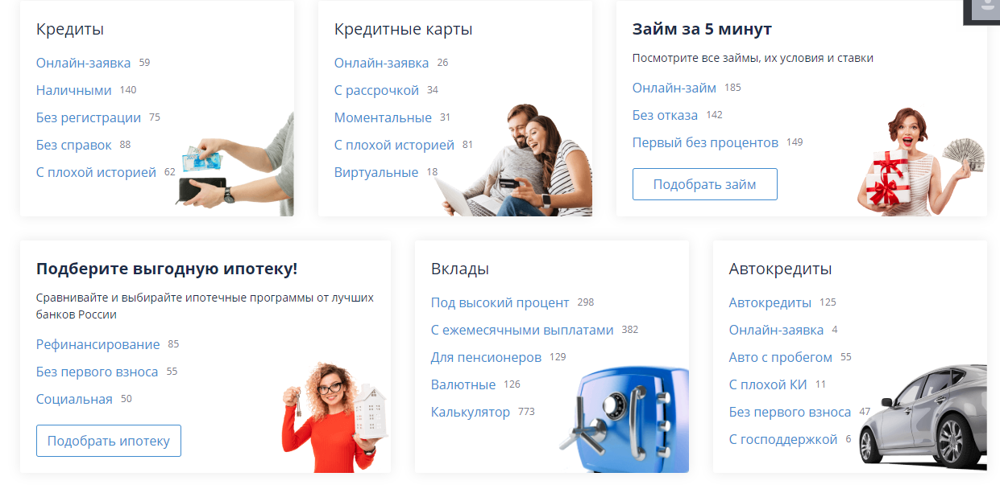 Кредиты
Онлайн-заявка 59
Наличными 140
Без регистрации 75
Без справок 88
С плохой историей 62
Кредитные карты
Онлайн-заявка 26
С рассрочкой 34
Моментальные 31
С плохой историей 81
Виртуальные 18
Займ за 5 минут
Посмотрите все займы, их условия и ставки
Онлайн-займ 185
Без отказа 142
Первый без процентов 149
Подобрать займ
Подберите выгодную ипотеку!
Сравнивайте и выбирайте ипотечные программы от лучших
банков России
Рефинансирование 85
Без первого взноса 55
Социальная 50
Подобрать ипотеку
Вклады
Под высокий процент 298
С ежемесячными выплатами 382
Для пенсионеров 129
Валютные 126
Калькулятор 773
Автокредиты
Автокредиты 125
Онлайн-заявка 4
Авто с пробегом 55
С плохой КИ 11
Без первого взноса 47
С господдержкой 6